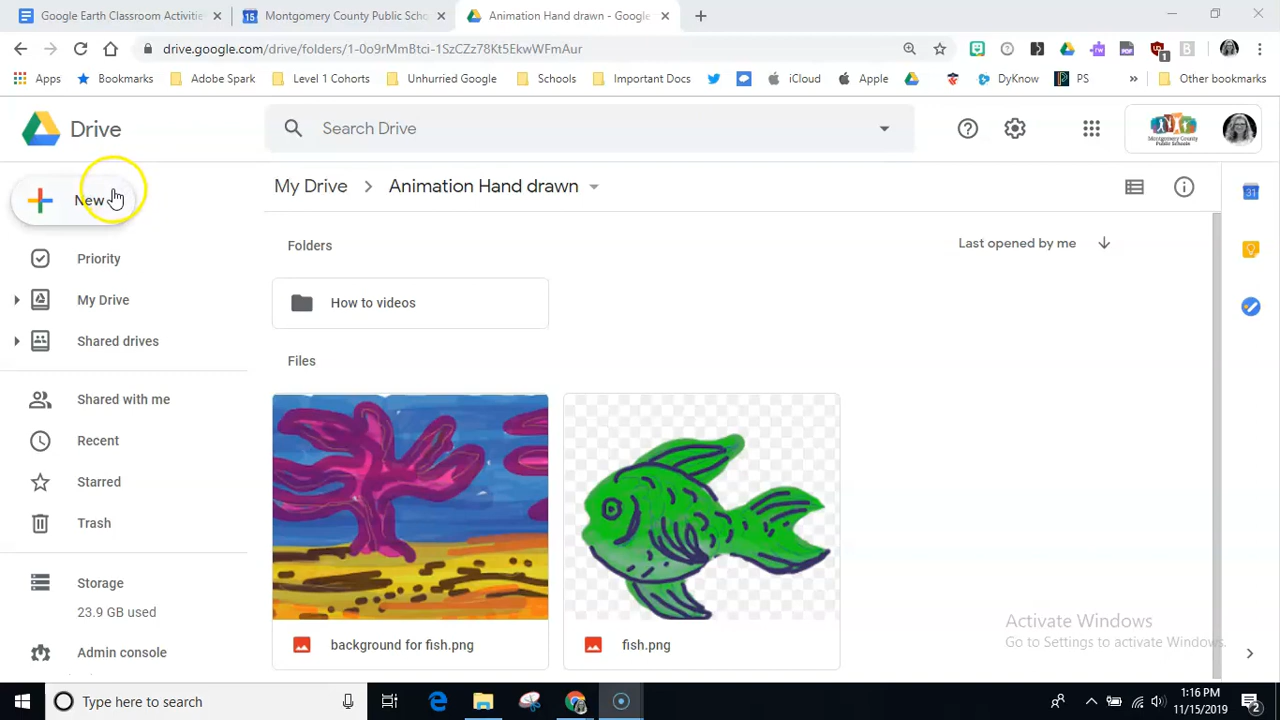 Google Earth Classroom Activitie
Montgomery County Public Schoo
Animation Hand drawn - Google
drive.google.com/drive/folders/1-0o9rMmBtci-1SzCZz78Kt5EkwWFmAur
Apps Bookmarks Adobe Spark Level 1 Cohorts Unhurried Google Schools Important Docs iCloud Apple DyKnow PS » Other bookmarks
Drive
Search Drive
New
My Drive > Animation Hand drawn
Priority
My Drive
Shared drives
Shared with me
Recent
Starred
Trash
Storage
23.9 GB used
Admin console
Folders
Last opened by me
How to videos
Files
background for fish.png
fish.png
Activate Windows
Go to Settings to activate Windows.
Type here to search
1:16 PM
11/15/2019